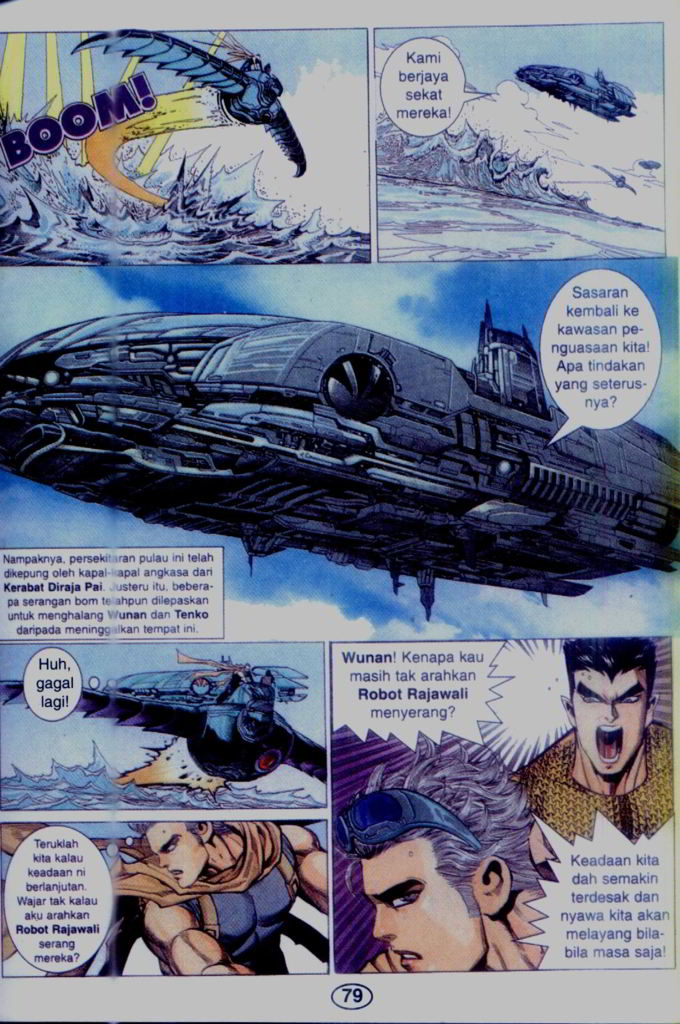 BOOM!
Kami
berjaya
sekat
mereka!
Sasaran
kembali ke
kawasan pe-
nguasaan kita!
Apa tindakan
yang seterus-
nya?
Nampaknya, persekitaran pulau ini telah
dikepung oleh kapal-kapal angkasa dari
Kerabat Diraja Pai. Justeru itu, bebera-
pa serangan bom telahpun dilepaskan
untuk menghalang Wunan dan Tenko
daripada meninggalkan tempat ini.
Huh,
gagal
lagi!
Wunan! Kenapa kau
masih tak arahkan
Robot Rajawali
menyerang?
Teruklah
kita kalau
keadaan ni
berlanjutan.
Wajar tak kalau
aku arahkan
Robot Rajawali
serang
mereka?
Keadaan kita
dah semakin
terdesak dan
nyawa kita akan
melayang bila-
bila masa saja!
79